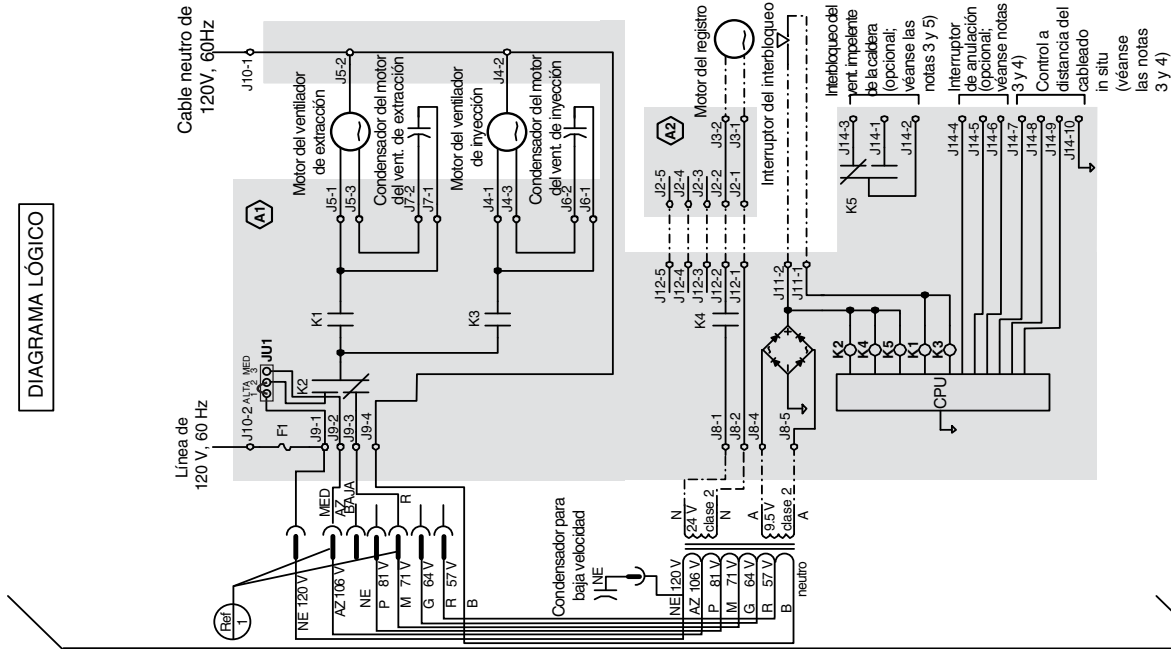 DIAGRAMA LÓGICO
Cable neutro de
120V, 60Hz
J10-1
J5-2
J4-2
Motor del ventilador
de extracción
Condensador del motor
del vent. de extracción
Motor del ventilador
de inyección
Condensador del motor
del vent. de inyección
A1
J5-1
J5-3
J7-2
J7-1
J4-1
J4-3
J6-2
J6-1
K1
K3
ALTA MED
1 2 3
JU1
K2
Línea de
120 V, 60 Hz
J10-2
F1
J9-1
J9-2
J9-3
J9-4
MED
AZ
BAJA
R
Ref
1
NE 120 V
AZ 106 V
NE
P 81 V
M 71 V
G 64 V
R 57 V
B
Motor del registro
Interruptor del interbloqueo
A2
J3-2
J3-1
J2-5
J2-4
J2-3
J2-2
J2-1
J12-5
J12-4
J12-3
J12-2
J12-1
K4
J11-2
J11-1
Interbloqueo del
vent. impelente
de la caldera
(opcional;
véanse las
notas 3 y 5)
Interruptor
de anulación
(opcional;
véanse notas
3 y 4)
Control a
distancia del
cableado
in situ
(véanse
las notas
3 y 4)
J14-3
J14-1
J14-2
K5
J14-4
J14-5
J14-6
J14-7
J14-8
J14-9
J14-10
K2
K4
K5
K1
K3
CPU
J8-1
J8-2
J8-4
J8-5
N
24 V
clase 2
N
A
9.5 V
clase 2
A
Condensador para
baja velocidad
NE
NE 120 V
AZ 106 V
P 81 V
M 71 V
G 64 V
R 57 V
B
neutro